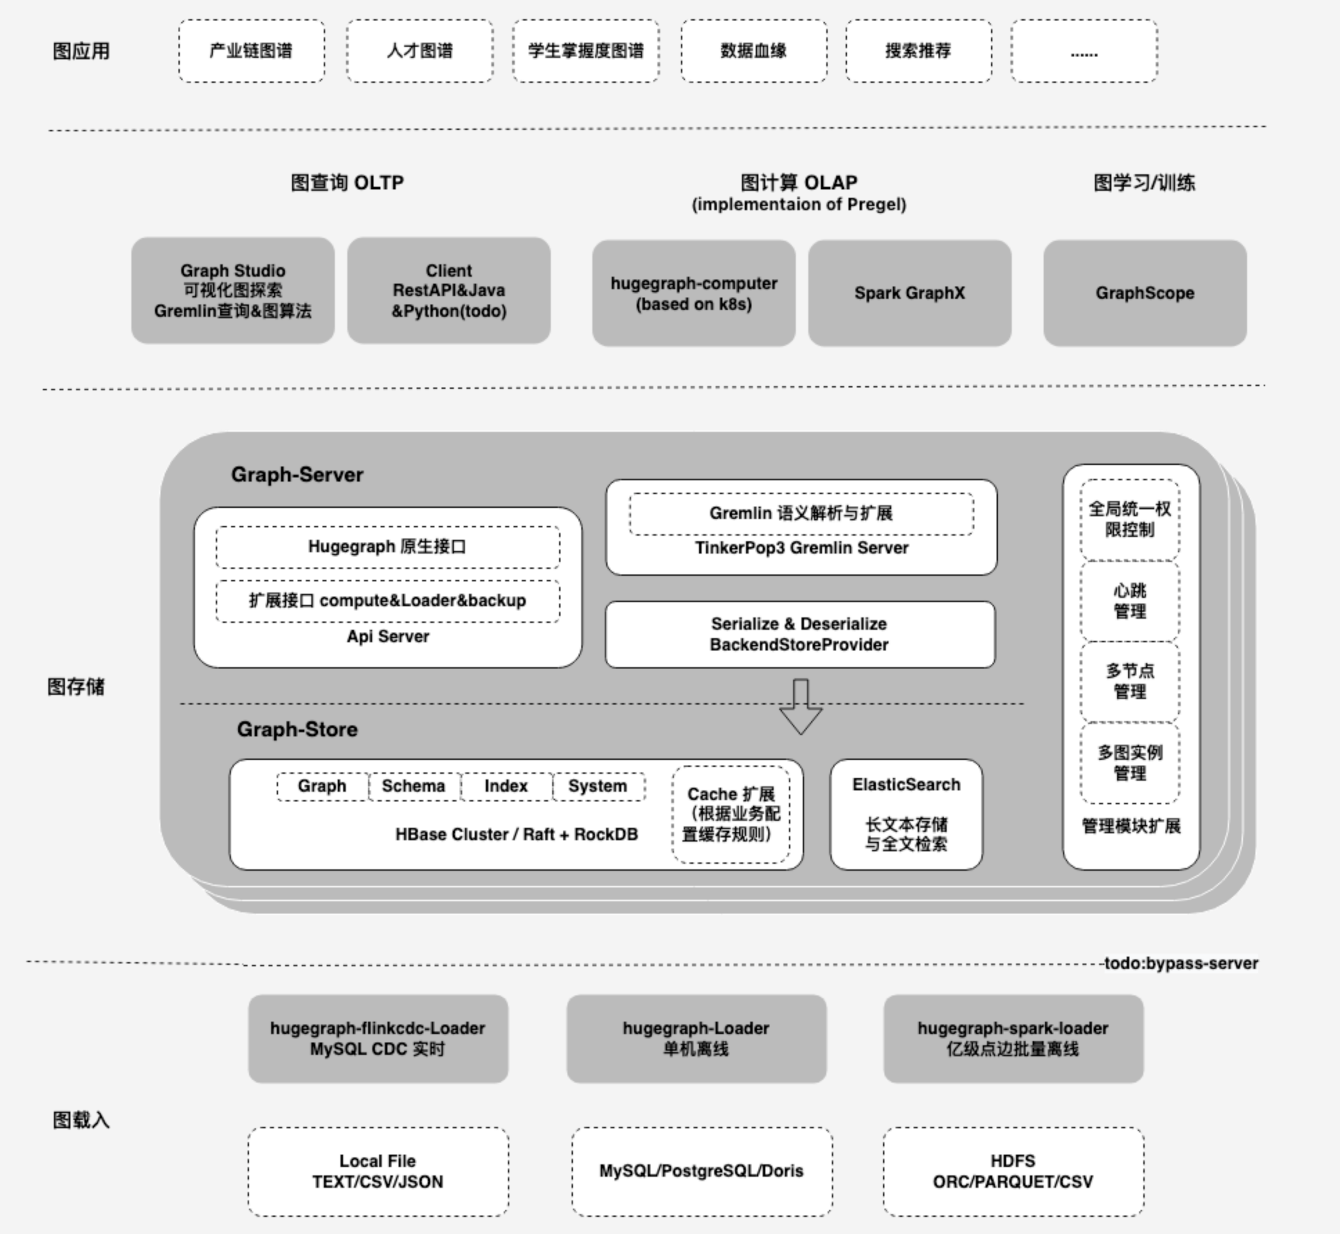 图应用
产业链图谱
人才图谱
学生掌握度图谱
数据血缘
搜索推荐
......
图查询 OLTP
图计算 OLAP
(implementaion of Pregel)
图学习/训练
Graph Studio
可视化图探索
Gremlin查询&图算法
Client
RestAPI&Java
&Python(todo)
hugegraph-computer
(based on k8s)
Spark GraphX
GraphScope
图存储
Graph-Server
Hugegraph 原生接口
扩展接口 compute&Loader&backup
Api Server
Gremlin 语义解析与扩展
TinkerPop3 Gremlin Server
Serialize & Deserialize
BackendStoreProvider
Graph-Store
Graph
Schema
Index
System
HBase Cluster / Raft + RockDB
Cache 扩展
（根据业务配
置缓存规则）
ElasticSearch
长文本存储
与全文检索
全局统一权
限控制
心跳
管理
多节点
管理
多图实例
管理
管理模块扩展
todo:bypass-server
图载入
hugegraph-flinkcdc-Loader
MySQL CDC 实时
hugegraph-Loader
单机离线
hugegraph-spark-loader
亿级点边批量离线
Local File
TEXT/CSV/JSON
MySQL/PostgreSQL/Doris
HDFS
ORC/PARQUET/CSV